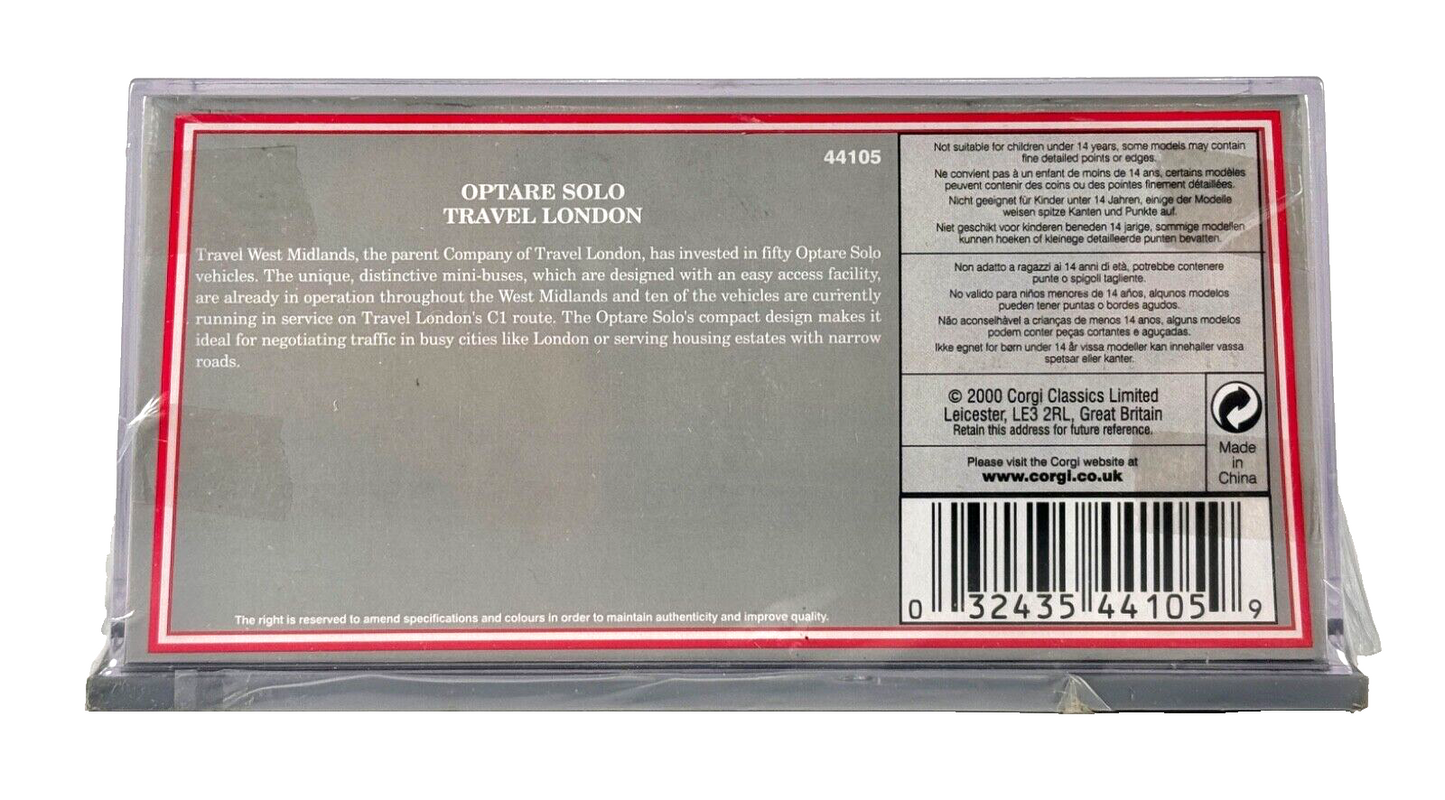 44105
OPTARE SOLO
TRAVEL LONDON
Travel West Midlands, the parent Company of Travel London, has invested in fifty Optare Solo
vehicles. The unique, distinctive mini-buses, which are designed with an easy access facility,
are already in operation throughout the West Midlands and ten of the vehicles are currently
running in service on Travel London's C1 route. The Optare Solo's compact design makes it
ideal for negotiating traffic in busy cities like London or serving housing estates with narrow
roads.
The right is reserved to amend specifications and colours in order to maintain authenticity and improve quality.
Not suitable for children under 14 years, some models may contain
fine detailed points or edges.
Ne convient pas à un enfant de moins de 14 ans, certains modèles
peuvent contenir des coins ou des pointes finement détaillées.
Nicht geeignet für Kinder unter 14 Jahren, einige der Modelle
weisen spitze Kanten und Punkte auf.
Niet geschikt voor kinderen beneden 14 jarige, sommige modellen
kunnen hoeken of kleinege detailleerde punten bevatten.
Non adatto a ragazzi ai 14 anni di età, potrebbe contenere
punte o spigoli tagliente.
No valido para niños menores de 14 años, alqunos modelos
pueden tener puntas o bordes agudos.
Não aconselhàvel a crianças de menos 14 anos, alguns modelos
podem conter peças cortantes e aguçadas.
Ikke egnet for børn under 14 år vissa modeller kan innehaller vassa
spetsar eller kanter.
© 2000 Corgi Classics Limited
Leicester, LE3 2RL, Great Britain
Retain this address for future reference.
Please visit the Corgi website at
www.corgi.co.uk
Made
in
China
0 32435 44105 9